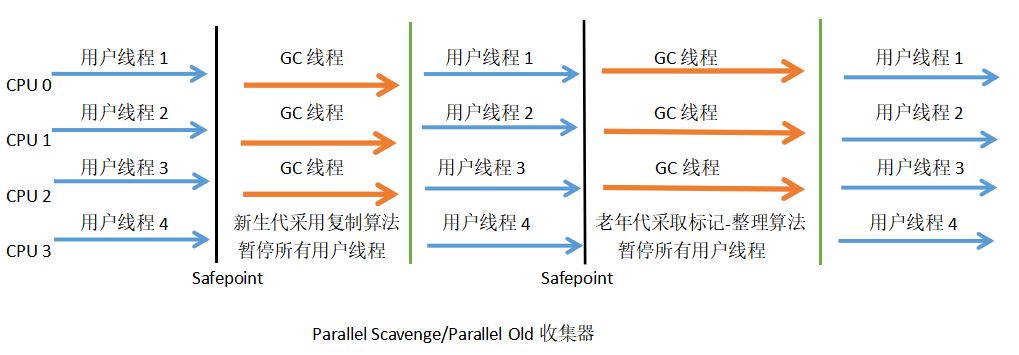 用户线程 1 GC 线程 用户线程 1 GC 线程 用户线程 1
CPU 0
用户线程 2 GC 线程 用户线程 2 GC 线程 用户线程 2
CPU 1
用户线程 3 GC 线程 用户线程 3 GC 线程 用户线程 3
CPU 2
用户线程 4 新生代采用复制算法 用户线程 4 老年代采取标记-整理算法 用户线程 4
CPU 3 暂停所有用户线程 暂停所有用户线程
Safepoint Safepoint
Parallel Scavenge/Parallel Old 收集器